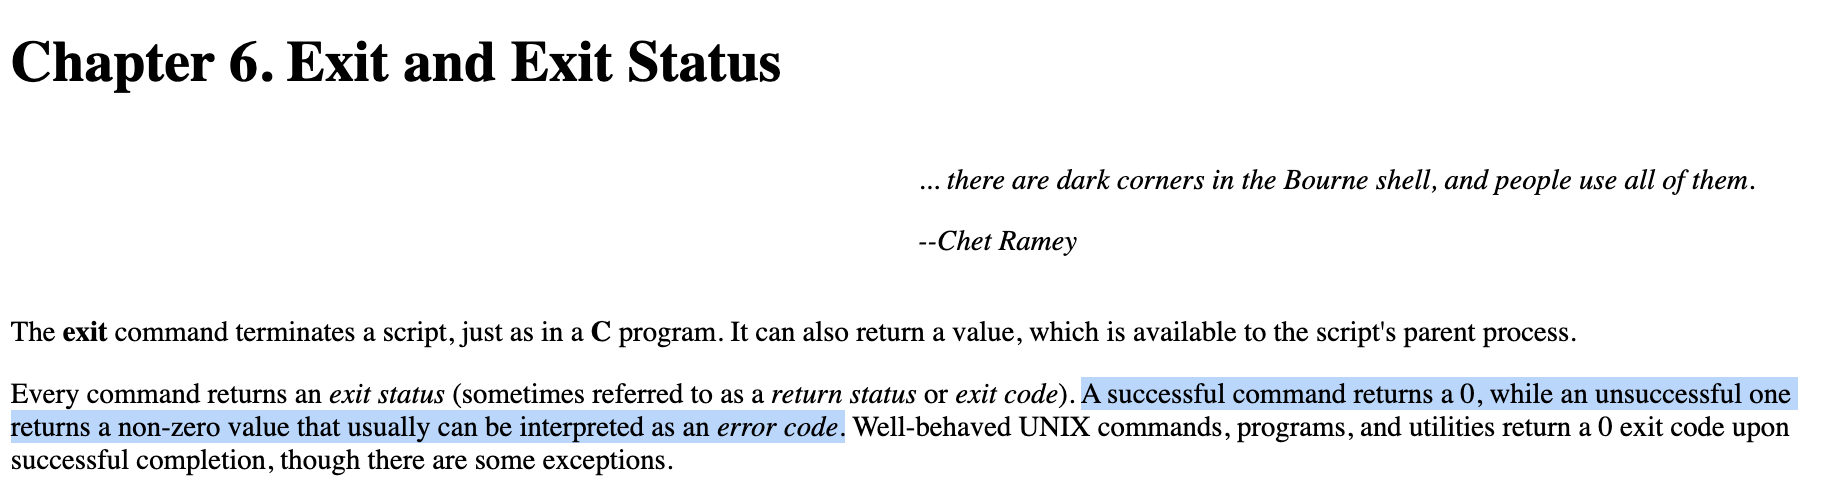 Chapter 6. Exit and Exit Status
... there are dark corners in the Bourne shell, and people use all of them.
--Chet Ramey
The exit command terminates a script, just as in a C program. It can also return a value, which is available to the script's parent process.
Every command returns an exit status (sometimes referred to as a return status or exit code). A successful command returns a 0, while an unsuccessful one
returns a non-zero value that usually can be interpreted as an error code. Well-behaved UNIX commands, programs, and utilities return a 0 exit code upon
successful completion, though there are some exceptions.